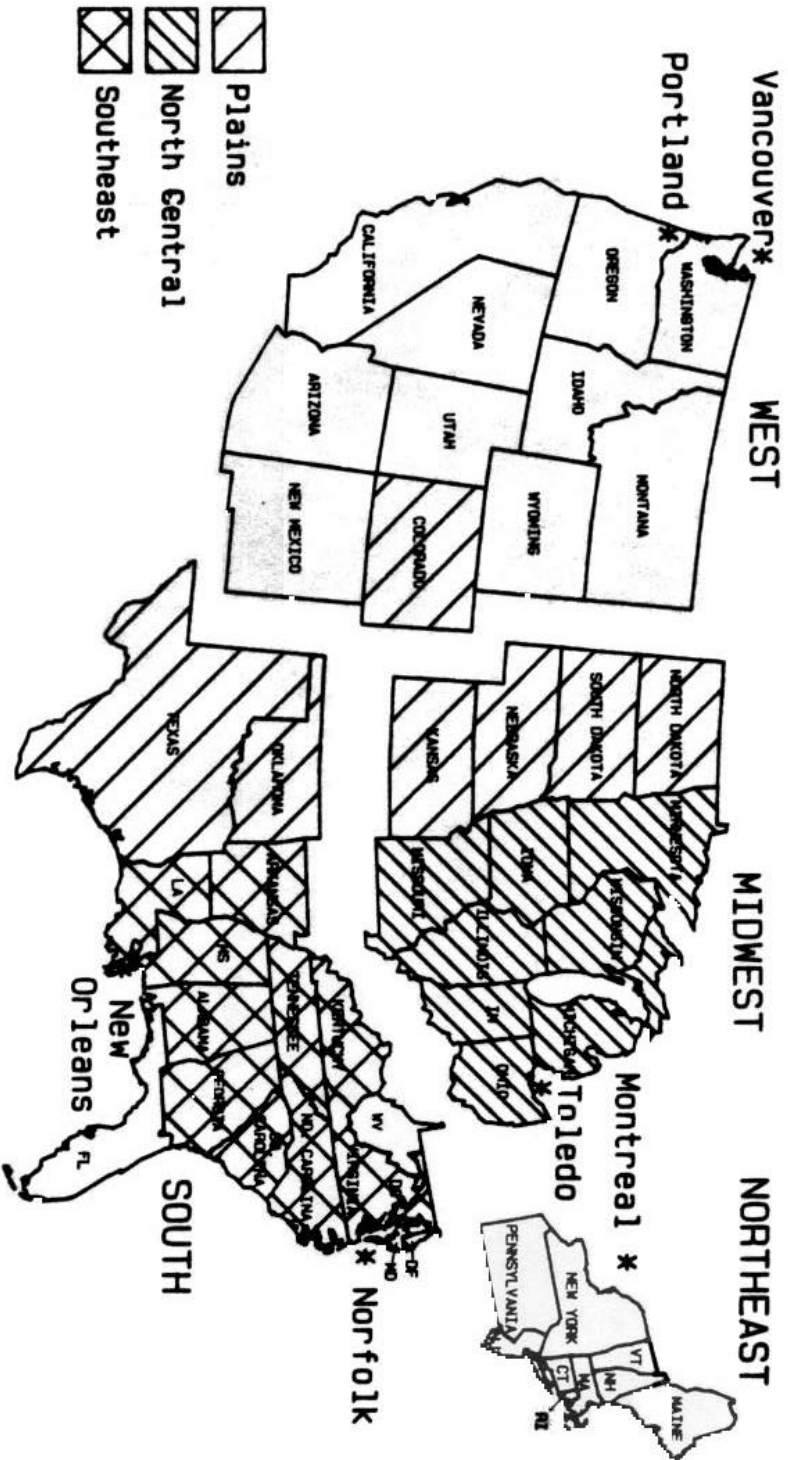 WEST
MIDWEST
NORTHEAST
Vancouver*
Portland *
Montreal *
* Toledo
WASHINGTON
MONTANA
NORTH DAKOTA
MINNESOTA
MAINE
OREGON
IDAHO
SOUTH DAKOTA
WISCONSIN
MICHIGAN
VT
NH
WYOMING
NEBRASKA
IOWA
NEW YORK
MA
CT
RI
NEVADA
UTAH
COLORADO
KANSAS
MISSOURI
ILLINOIS
IN
OHIO
PENNSYLVANIA
CALIFORNIA
ARIZONA
NEW MEXICO
OKLAHOMA
ARKANSAS
TENNESSEE
KENTUCKY
WV
VIRGINIA
MD
* Norfolk
TEXAS
LA
MS
ALABAMA
GEORGIA
CAROLINA
NO. CAROLINA
FL
*
New
Orleans
SOUTH
Plains
North Central
Southeast